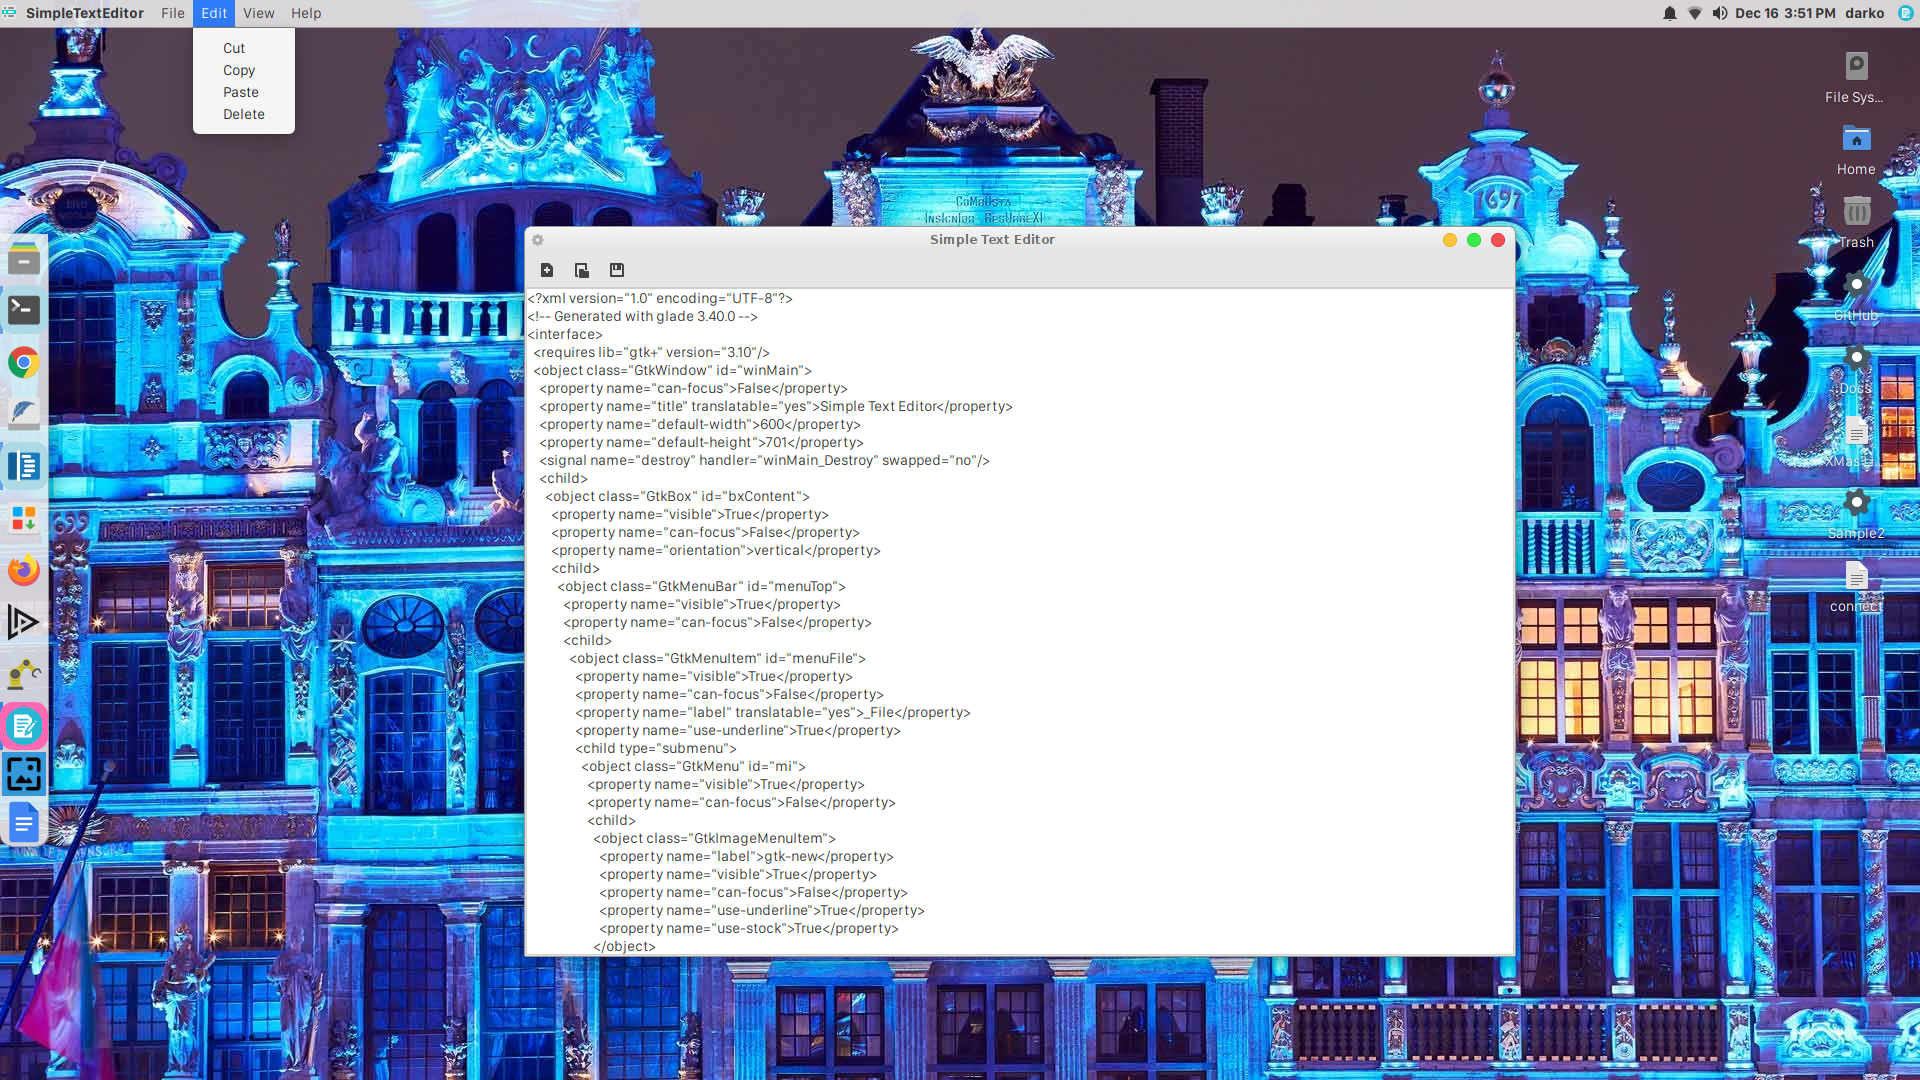 SimpleTextEditor File Edit View Help
Dec 16 3:51 PM darko
Cut
Copy
Paste
Delete
File Sys...
Home
Trash
GitHub
Docs
XMas
Sample2
connect
1697
Simple Text Editor
<?xml version="1.0" encoding="UTF-8"?>
<!-- Generated with glade 3.40.0 -->
<interface>
<requires lib="gtk+" version="3.10"/>
<object class="GtkWindow" id="winMain">
<property name="can-focus">False</property>
<property name="title" translatable="yes">Simple Text Editor</property>
<property name="default-width">600</property>
<property name="default-height">701</property>
<signal name="destroy" handler="winMain_Destroy" swapped="no"/>
<child>
<object class="GtkBox" id="bxContent">
<property name="visible">True</property>
<property name="can-focus">False</property>
<property name="orientation">vertical</property>
<child>
<object class="GtkMenuBar" id="menuTop">
<property name="visible">True</property>
<property name="can-focus">False</property>
<child>
<object class="GtkMenuItem" id="menuFile">
<property name="visible">True</property>
<property name="can-focus">False</property>
<property name="label" translatable="yes">_File</property>
<property name="use-underline">True</property>
<child type="submenu">
<object class="GtkMenu" id="mi">
<property name="visible">True</property>
<property name="can-focus">False</property>
<child>
<object class="GtkImageMenuItem">
<property name="label">gtk-new</property>
<property name="visible">True</property>
<property name="can-focus">False</property>
<property name="use-underline">True</property>
<property name="use-stock">True</property>
</object>